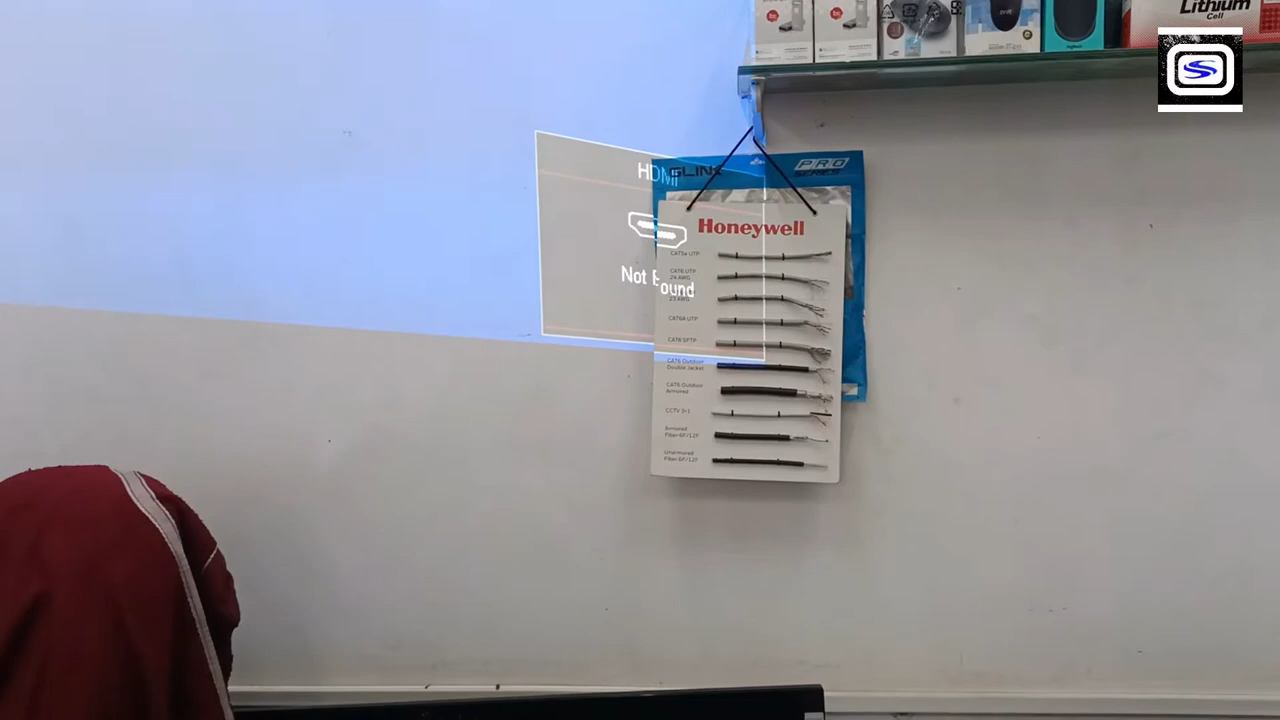 Lithium
Cell
PRO
SERIES
GLINK
HDMI
Not Found
Honeywell
CAT5e UTP
CAT6 UTP
24 AWG
23 AWG
CAT6A UTP
CAT6 SFTP
CAT6 Outdoor
Double Jacket
CAT6 Outdoor
Armored
CCTV 3+1
Armored
Fiber 6F/12F
Unarmored
Fiber 6F/12F